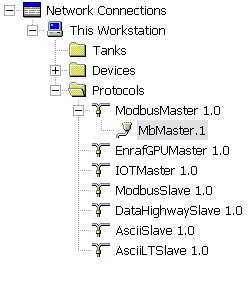 Network Connections
This Workstation
Tanks
Devices
Protocols
ModbusMaster 1.0
MbMaster.1
EnrafGPUMaster 1.0
IOTMaster 1.0
ModbusSlave 1.0
DataHighwaySlave 1.0
AsciiSlave 1.0
AsciiLTSlave 1.0